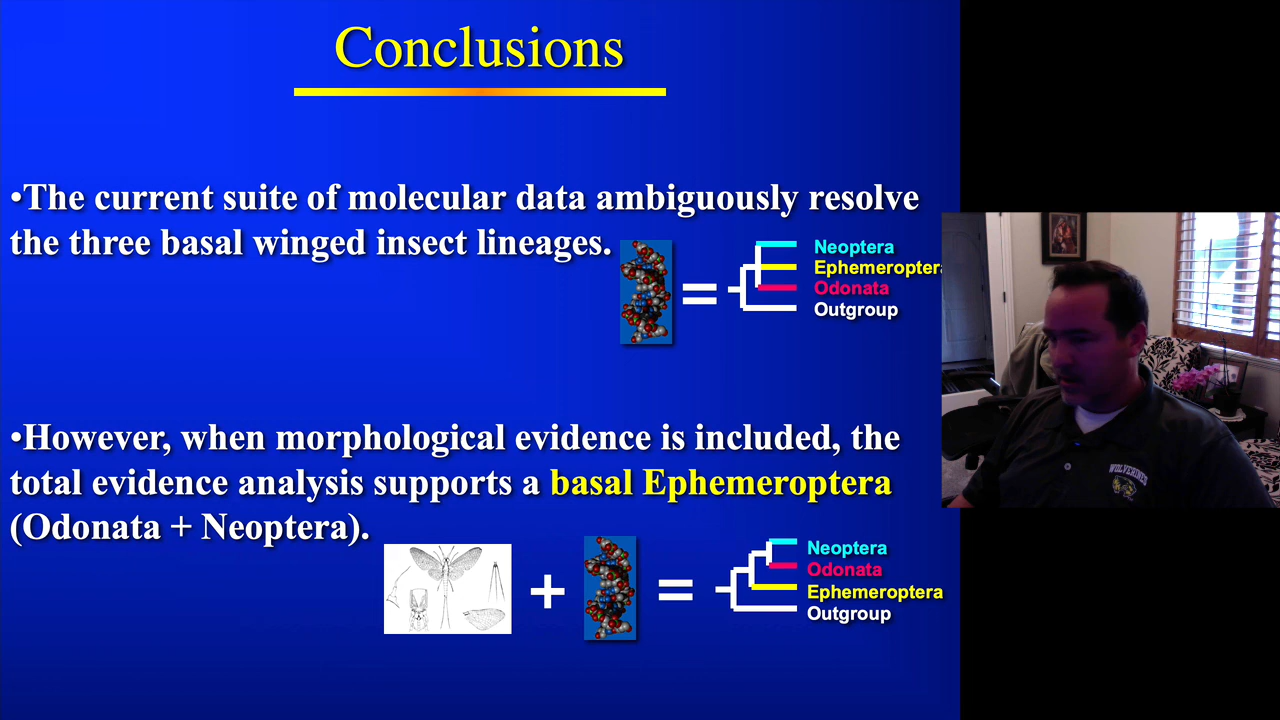 Conclusions
•The current suite of molecular data ambiguously resolve
the three basal winged insect lineages.
=
Neoptera
Ephemeroptera
Odonata
Outgroup
•However, when morphological evidence is included, the
total evidence analysis supports a basal Ephemeroptera
(Odonata + Neoptera).
+ =
Neoptera
Odonata
Ephemeroptera
Outgroup
WOLVERINES